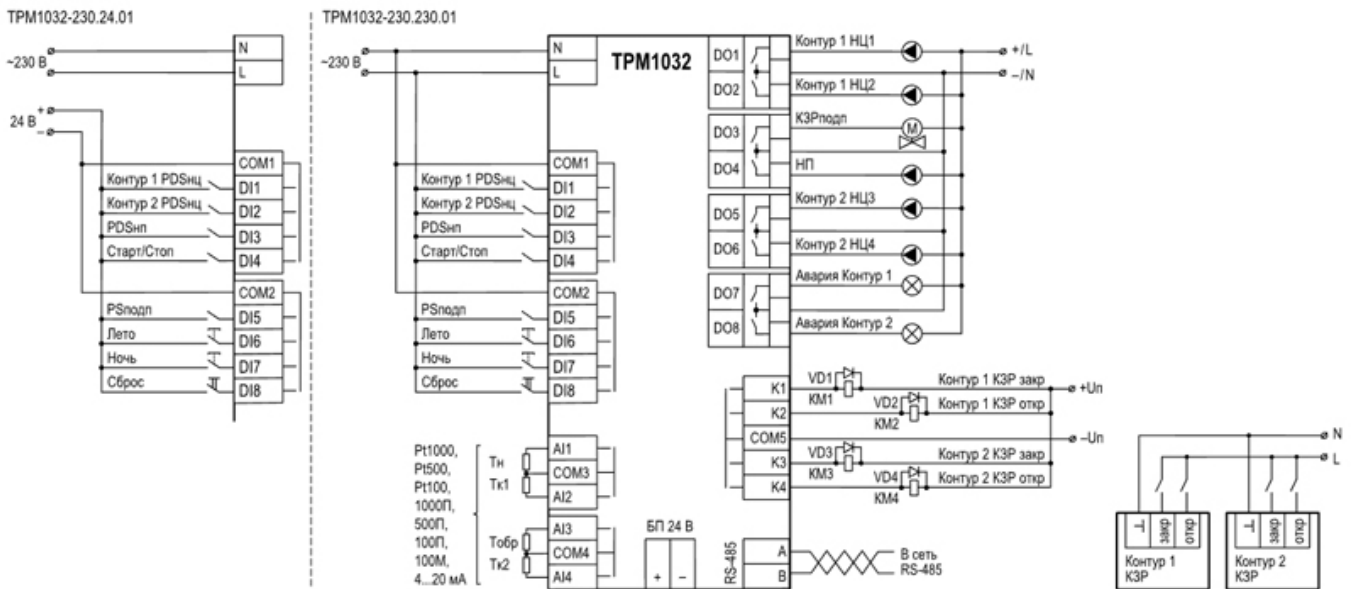 ТРМ1032-230.24.01
~230 В
N
L
+
24 В
–
COM1
Контур 1 PDSнц
DI1
Контур 2 PDSнц
DI2
PDSнп
DI3
Старт/Стоп
DI4
COM2
PSподп
DI5
Лето
DI6
Ночь
DI7
Сброс
DI8
ТРМ1032-230.230.01
~230 В
N
L
ТРМ1032
COM1
Контур 1 PDSнц
DI1
Контур 2 PDSнц
DI2
PDSнп
DI3
Старт/Стоп
DI4
COM2
PSподп
DI5
Лето
DI6
Ночь
DI7
Сброс
DI8
Pt1000,
Pt500,
Pt100,
1000П,
500П,
100П,
100М,
4...20 мА
Тн
Тк1
Тобр
Тк2
AI1
COM3
AI2
AI3
COM4
AI4
БП 24 В
+ –
DO1
Контур 1 НЦ1
+/L
–/N
DO2
Контур 1 НЦ2
DO3
КЗРподп
M
DO4
НП
DO5
Контур 2 НЦ3
DO6
Контур 2 НЦ4
DO7
Авария Контур 1
DO8
Авария Контур 2
K1
VD1
KM1
Контур 1 КЗР закр
+Uп
K2
VD2
KM2
Контур 1 КЗР откр
COM5
–Uп
K3
VD3
KM3
Контур 2 КЗР закр
K4
VD4
KM4
Контур 2 КЗР откр
RS-485
A
B
В сеть
RS-485
N
L
закр
откр
Контур 1
КЗР
закр
откр
Контур 2
КЗР